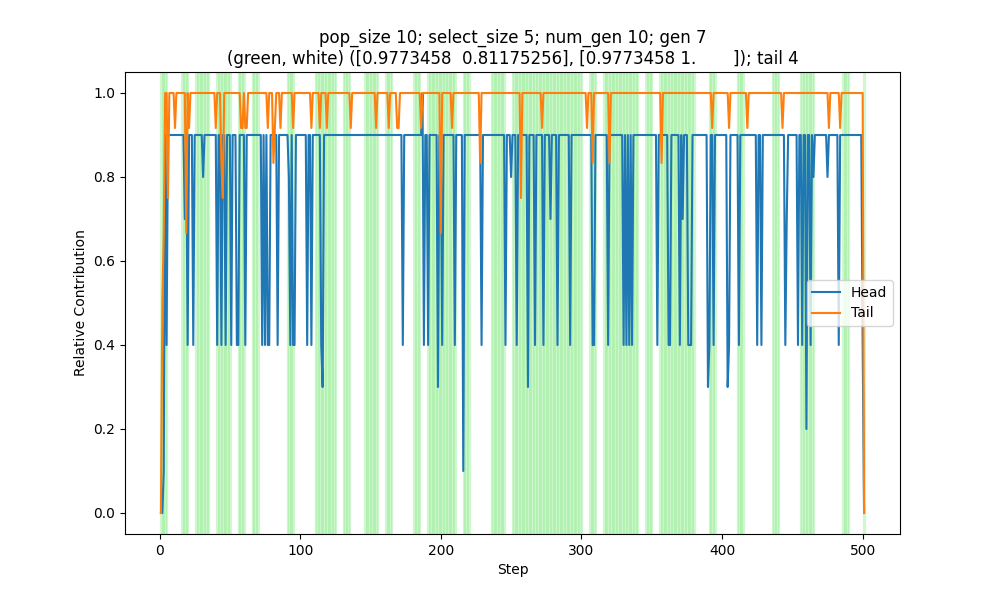 pop_size 10; select_size 5; num_gen 10; gen 7
(green, white) ([0.9773458  0.81175256], [0.9773458 1.        ]); tail 4
1.0
0.8
0.6
0.4
0.2
0.0
Relative Contribution
Head
Tail
0
100
200
300
400
500
Step